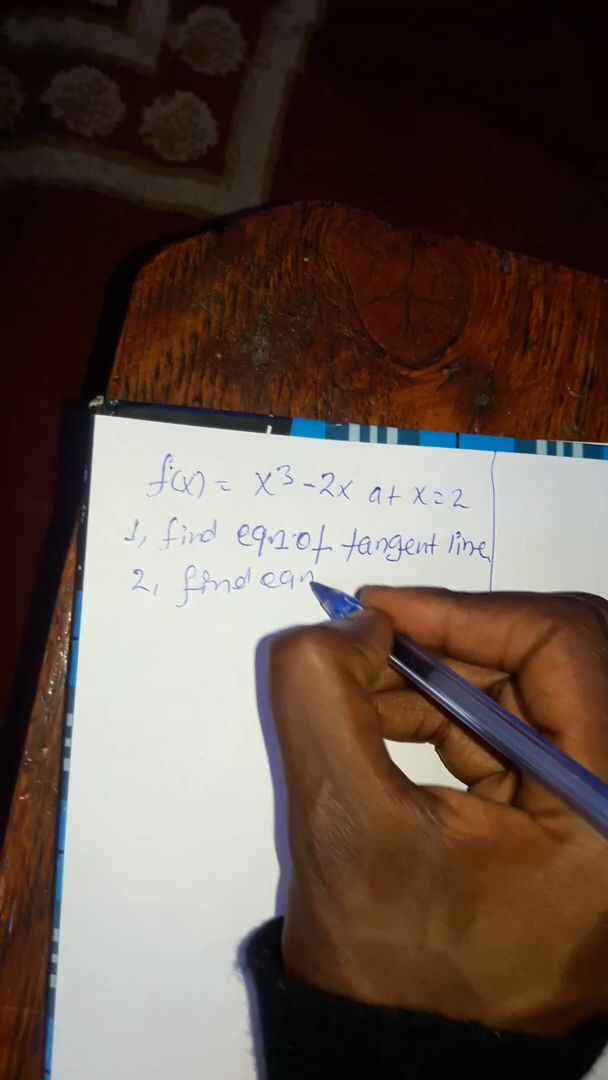 f(x) = x³ - 2x at x = 2
1, find eqn of tangent line
2, find eqn